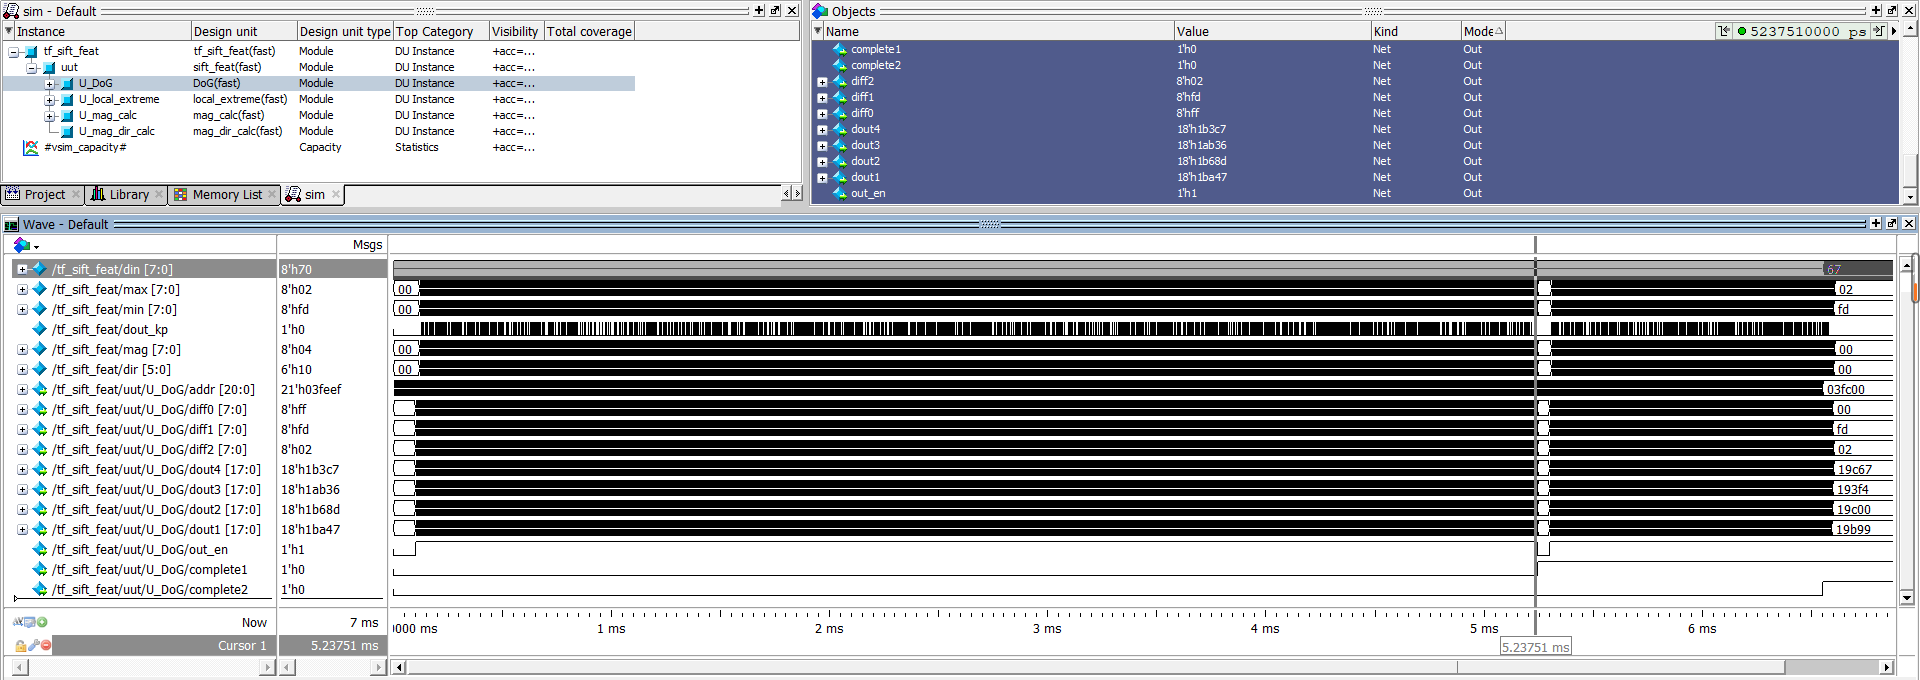 sim - Default
Instance Design unit Design unit type Top Category Visibility Total coverage
tf_sift_feat tf_sift_feat(fast) Module DU Instance +acc=...
uut sift_feat(fast) Module DU Instance +acc=...
U_DoG DoG(fast) Module DU Instance +acc=...
U_local_extreme local_extreme(fast) Module DU Instance +acc=...
U_mag_calc mag_calc(fast) Module DU Instance +acc=...
U_mag_dir_calc mag_dir_calc(fast) Module DU Instance +acc=...
#vsim_capacity# Capacity Statistics +acc=...
Project Library Memory List sim
Objects
Name Value Kind Mode 5237510000 ps
complete1 1'h0 Net Out
complete2 1'h0 Net Out
diff2 8'h02 Net Out
diff1 8'hfd Net Out
diff0 8'hff Net Out
dout4 18'h1b3c7 Net Out
dout3 18'h1ab36 Net Out
dout2 18'h1b68d Net Out
dout1 18'h1ba47 Net Out
out_en 1'h1 Net Out
Wave - Default
Msgs
/tf_sift_feat/din [7:0] 8'h70 67
/tf_sift_feat/max [7:0] 8'h02 00 02
/tf_sift_feat/min [7:0] 8'hfd 00 fd
/tf_sift_feat/dout_kp 1'h0
/tf_sift_feat/mag [7:0] 8'h04 00 00
/tf_sift_feat/dir [5:0] 6'h10 00 00
/tf_sift_feat/uut/U_DoG/addr [20:0] 21'h03feef 03fc00
/tf_sift_feat/uut/U_DoG/diff0 [7:0] 8'hff 00
/tf_sift_feat/uut/U_DoG/diff1 [7:0] 8'hfd fd
/tf_sift_feat/uut/U_DoG/diff2 [7:0] 8'h02 02
/tf_sift_feat/uut/U_DoG/dout4 [17:0] 18'h1b3c7 19c67
/tf_sift_feat/uut/U_DoG/dout3 [17:0] 18'h1ab36 193f4
/tf_sift_feat/uut/U_DoG/dout2 [17:0] 18'h1b68d 19c00
/tf_sift_feat/uut/U_DoG/dout1 [17:0] 18'h1ba47 19b99
/tf_sift_feat/uut/U_DoG/out_en 1'h1
/tf_sift_feat/uut/U_DoG/complete1 1'h0
/tf_sift_feat/uut/U_DoG/complete2 1'h0
Now 7 ms 000 ms 1 ms 2 ms 3 ms 4 ms 5 ms 6 ms
Cursor 1 5.23751 ms 5.23751 ms